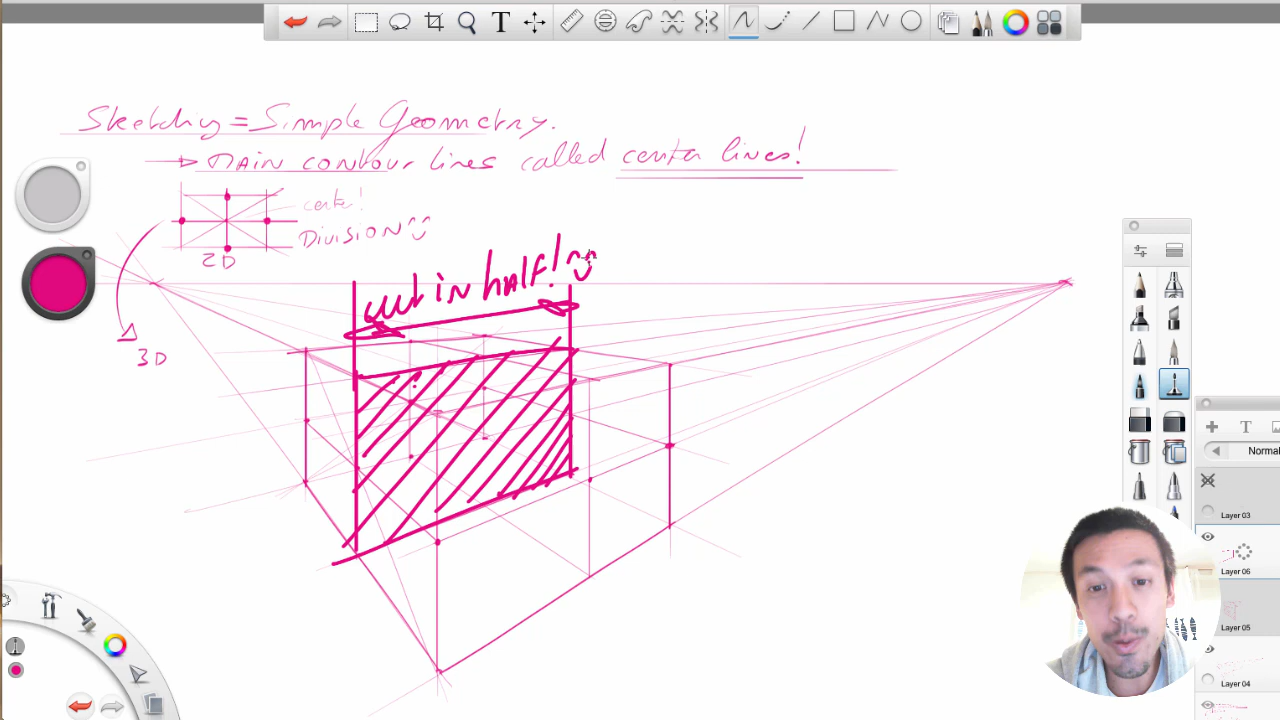 Sketchy = Simple Geometry.
→ MAIN contour lines called center lines!
center!
Division
2D
cut in half!
3D
Normal
Layer 03
Layer 06
Layer 05
Layer 04